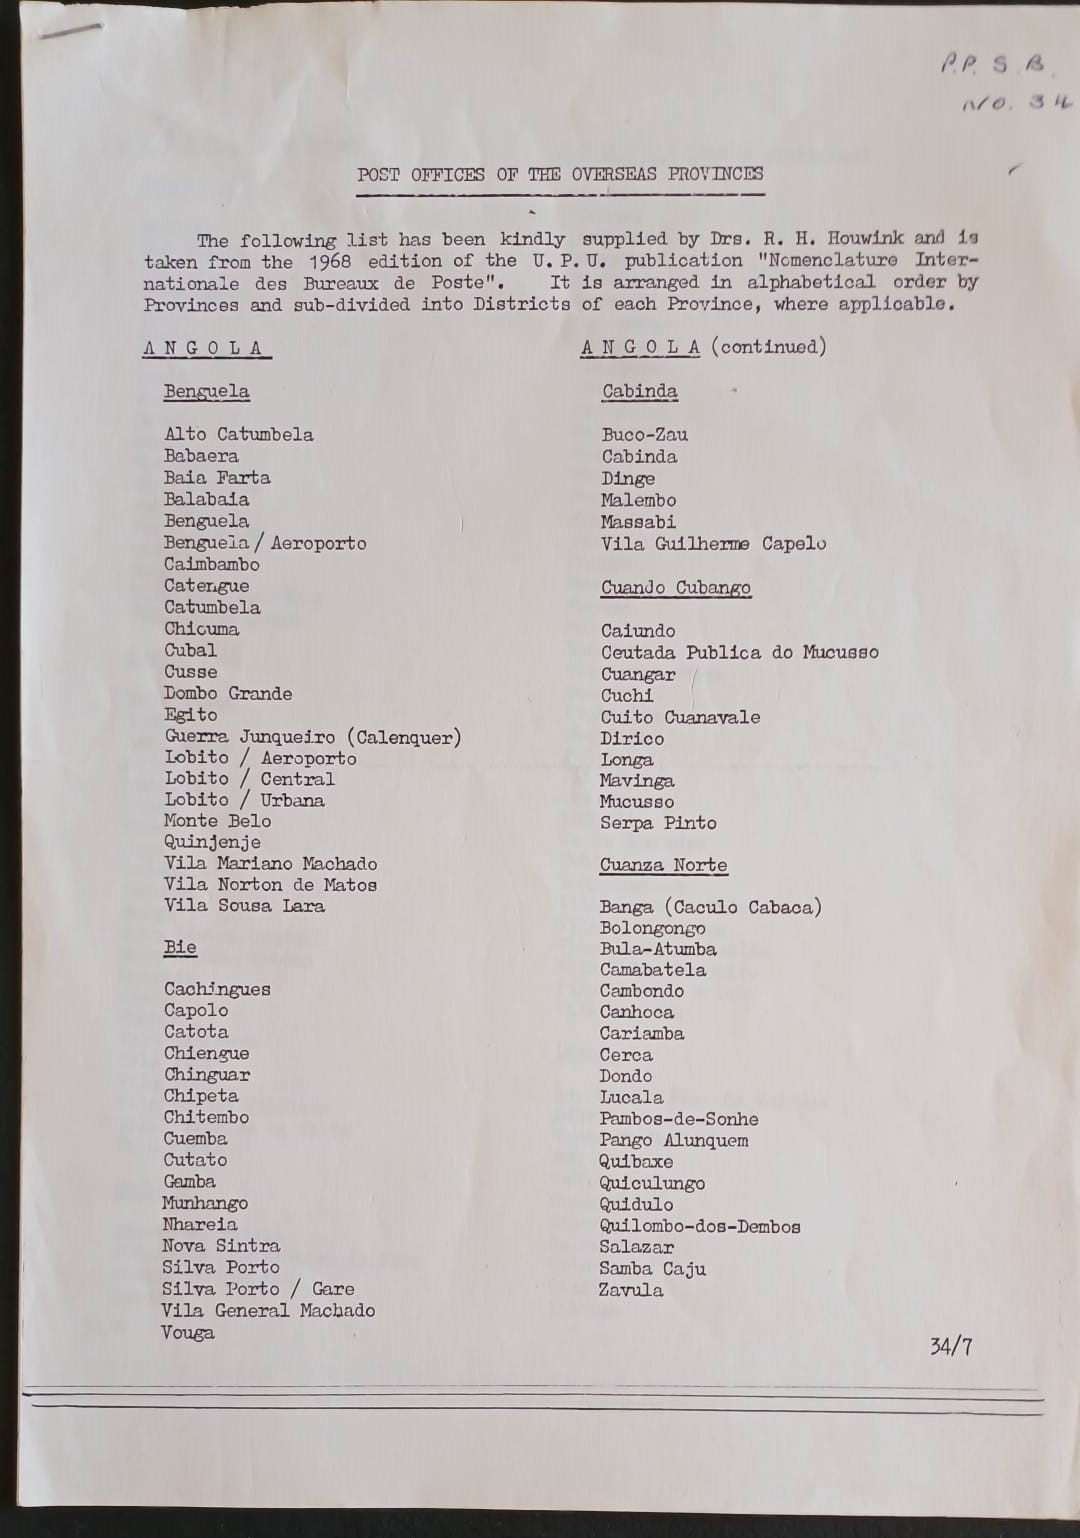 P.P. S.B.
NO. 34
POST OFFICES OF THE OVERSEAS PROVINCES
The following list has been kindly supplied by Drs. R. H. Houwink and is
taken from the 1968 edition of the U. P. U. publication "Nomenclature Inter-
nationale des Bureaux de Poste". It is arranged in alphabetical order by
Provinces and sub-divided into Districts of each Province, where applicable.
A N G O L A
Benguela
Alto Catumbela
Babaera
Baia Farta
Balabaia
Benguela
Benguela / Aeroporto
Caimbambo
Catengue
Catumbela
Chicuma
Cubal
Cusse
Dombo Grande
Egito
Guerra Junqueiro (Calenquer)
Lobito / Aeroporto
Lobito / Central
Lobito / Urbana
Monte Belo
Quinjenje
Vila Mariano Machado
Vila Norton de Matos
Vila Sousa Lara
Bie
Cachingues
Capolo
Catota
Chiengue
Chinguar
Chipeta
Chitembo
Cuemba
Cutato
Gamba
Munhango
Nhareia
Nova Sintra
Silva Porto
Silva Porto / Gare
Vila General Machado
Vouga
A N G O L A (continued)
Cabinda
Buco-Zau
Cabinda
Dinge
Malembo
Massabi
Vila Guilherme Capelo
Cuando Cubango
Caiundo
Ceutada Publica do Mucusso
Cuangar
Cuchi
Cuito Cuanavale
Dirico
Longa
Mavinga
Mucusso
Serpa Pinto
Cuanza Norte
Banga (Caculo Cabaca)
Bolongongo
Bula-Atumba
Camabatela
Cambondo
Canhoca
Cariamba
Cerca
Dondo
Lucala
Pambos-de-Sonhe
Pango Alunquem
Quibaxe
Quiculungo
Quidulo
Quilombo-dos-Dembos
Salazar
Samba Caju
Zavula
34/7